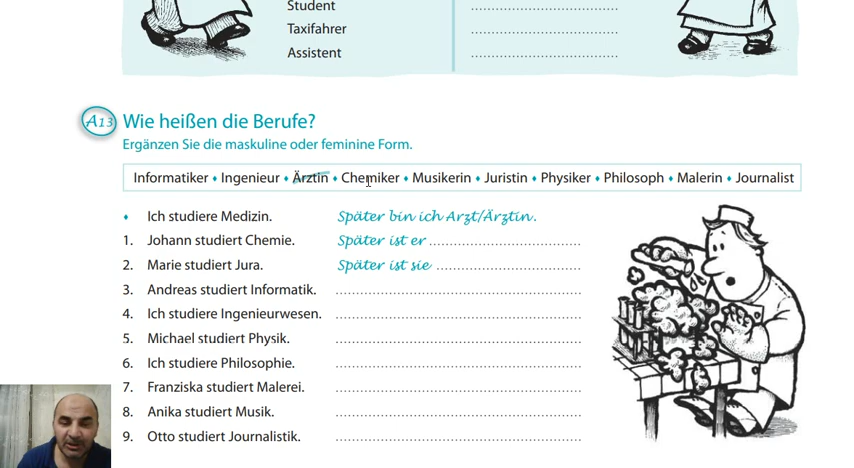 Student ........................................
Taxifahrer ........................................
Assistent ........................................
A13 Wie heißen die Berufe?
Ergänzen Sie die maskuline oder feminine Form.
Informatiker ♦ Ingenieur ♦ Ärztin ♦ Chemiker ♦ Musikerin ♦ Juristin ♦ Physiker ♦ Philosoph ♦ Malerin ♦ Journalist
♦ Ich studiere Medizin. Später bin ich Arzt/Ärztin.
1. Johann studiert Chemie. Später ist er ........................................
2. Marie studiert Jura. Später ist sie ........................................
3. Andreas studiert Informatik. ........................................
4. Ich studiere Ingenieurwesen. ........................................
5. Michael studiert Physik. ........................................
6. Ich studiere Philosophie. ........................................
7. Franziska studiert Malerei. ........................................
8. Anika studiert Musik. ........................................
9. Otto studiert Journalistik. ........................................